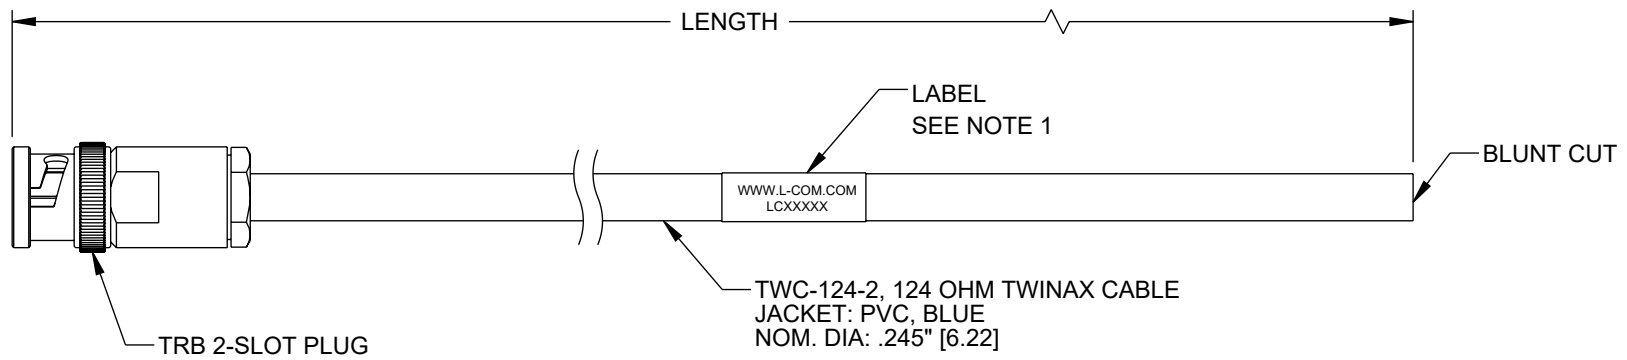 LENGTH
LABEL
SEE NOTE 1
BLUNT CUT
WWW.L-COM.COM
LCXXXXX
TWC-124-2, 124 OHM TWINAX CABLE
JACKET: PVC, BLUE
NOM. DIA: .245" [6.22]
TRB 2-SLOT PLUG